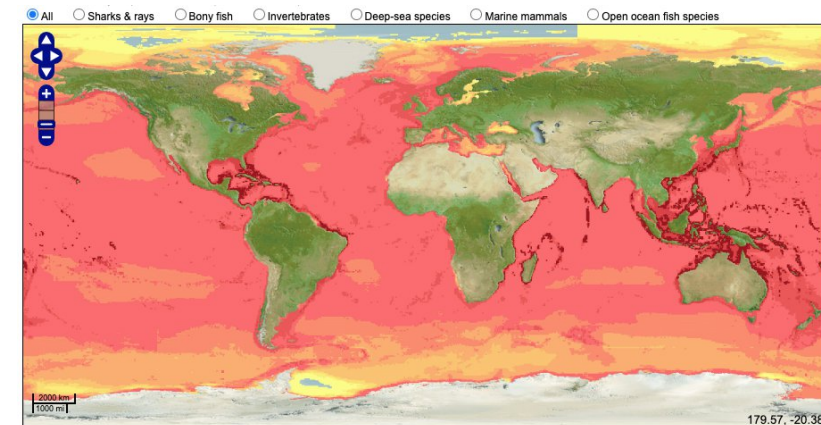 All Sharks & rays Bony fish Invertebrates Deep-sea species Marine mammals Open ocean fish species
2000 km
1000 mi
179.57, -20.38